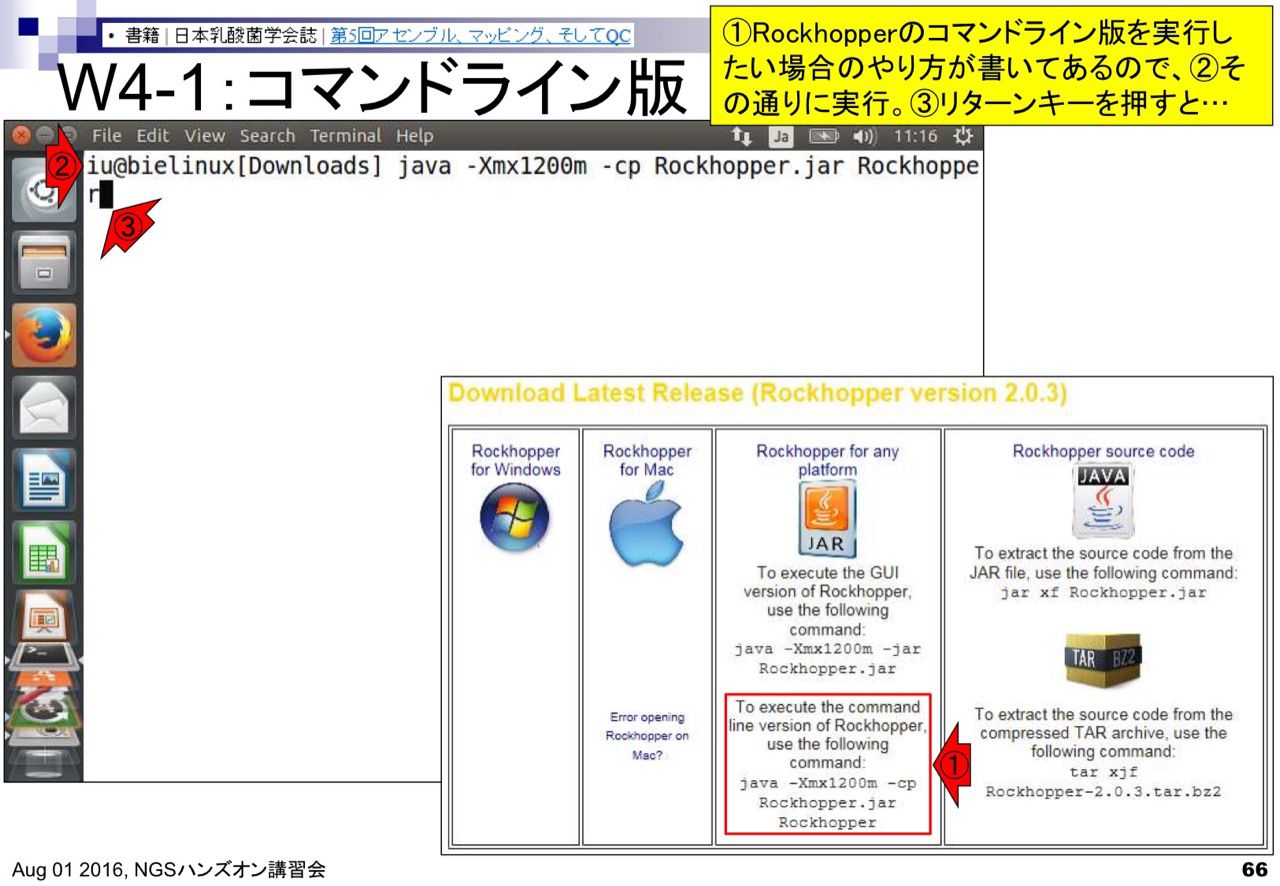 • 書籍 | 日本乳酸菌学会誌 | 第5回アセンブル、マッピング、そしてQC
W4-1：コマンドライン版
①Rockhopperのコマンドライン版を実行し
たい場合のやり方が書いてあるので、②そ
の通りに実行。③リターンキーを押すと…
File Edit View Search Terminal Help
Ja 11:16
②
iu@bielinux[Downloads] java -Xmx1200m -cp Rockhopper.jar Rockhoppe
r
③
Download Latest Release (Rockhopper version 2.0.3)
Rockhopper
for Windows
Rockhopper
for Mac
Error opening
Rockhopper on
Mac?
Rockhopper for any
platform
JAR
To execute the GUI
version of Rockhopper,
use the following
command:
java -Xmx1200m -jar
Rockhopper.jar
To execute the command
line version of Rockhopper,
use the following
command:
java -Xmx1200m -cp
Rockhopper.jar
Rockhopper
①
Rockhopper source code
JAVA
To extract the source code from the
JAR file, use the following command:
jar xf Rockhopper.jar
TAR BZ2
To extract the source code from the
compressed TAR archive, use the
following command:
tar xjf
Rockhopper-2.0.3.tar.bz2
Aug 01 2016, NGSハンズオン講習会
66